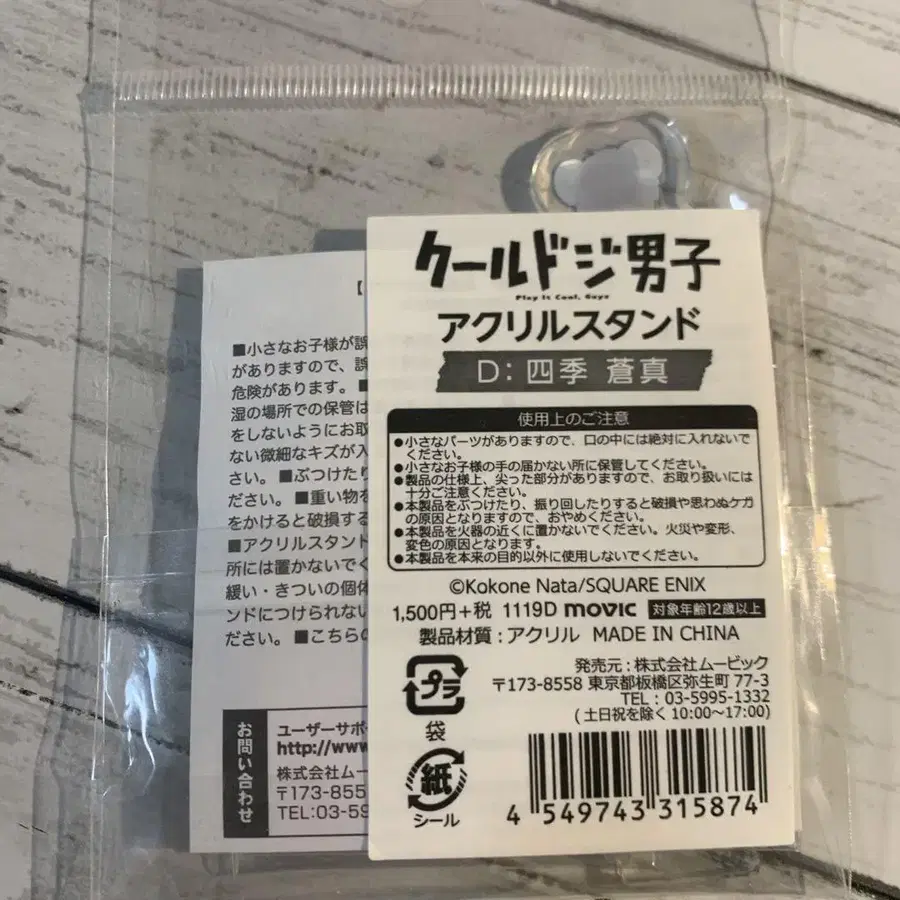 クールドジ男子
Play It Cool, Guys
アクリルスタンド
D: 四季 蒼真
使用上のご注意
●小さなパーツがありますので、口の中には絶対に入れないで
ください。
●小さなお子様の手の届かない所に保管してください。
●製品の仕様上、尖った部分がありますので、お取り扱いには
十分ご注意ください。
●本製品をぶつけたり、振り回したりすると破損や思わぬケガ
の原因となりますので、おやめください。
●本製品を火器の近くに置かないでください。火災や変形、
変色の原因となります。
●本製品を本来の目的以外に使用しないでください。
©Kokone Nata/SQUARE ENIX
1,500円+税 1119D movic 対象年齢12歳以上
製品材質：アクリル MADE IN CHINA
プラ
袋
紙
シール
発売元：株式会社ムービック
〒173-8558 東京都板橋区弥生町 77-3
TEL：03-5995-1332
(土日祝を除く 10:00〜17:00)
4 549743 315874
【
■小さなお子様が誤
がありますので、誤
危険があります。■
湿の場所での保管は
をしないようにお取
ない微細なキズが入
さい。■ぶつけたり
ださい。■重い物を
をかけると破損する
■アクリルスタンド
所には置かないでく
緩い・きついの個体
ンドにつけられない
ださい。■こちらの
お問い合わせ
ユーザーサポ
http://www
株式会社ムービ
〒173-855
TEL:03-59